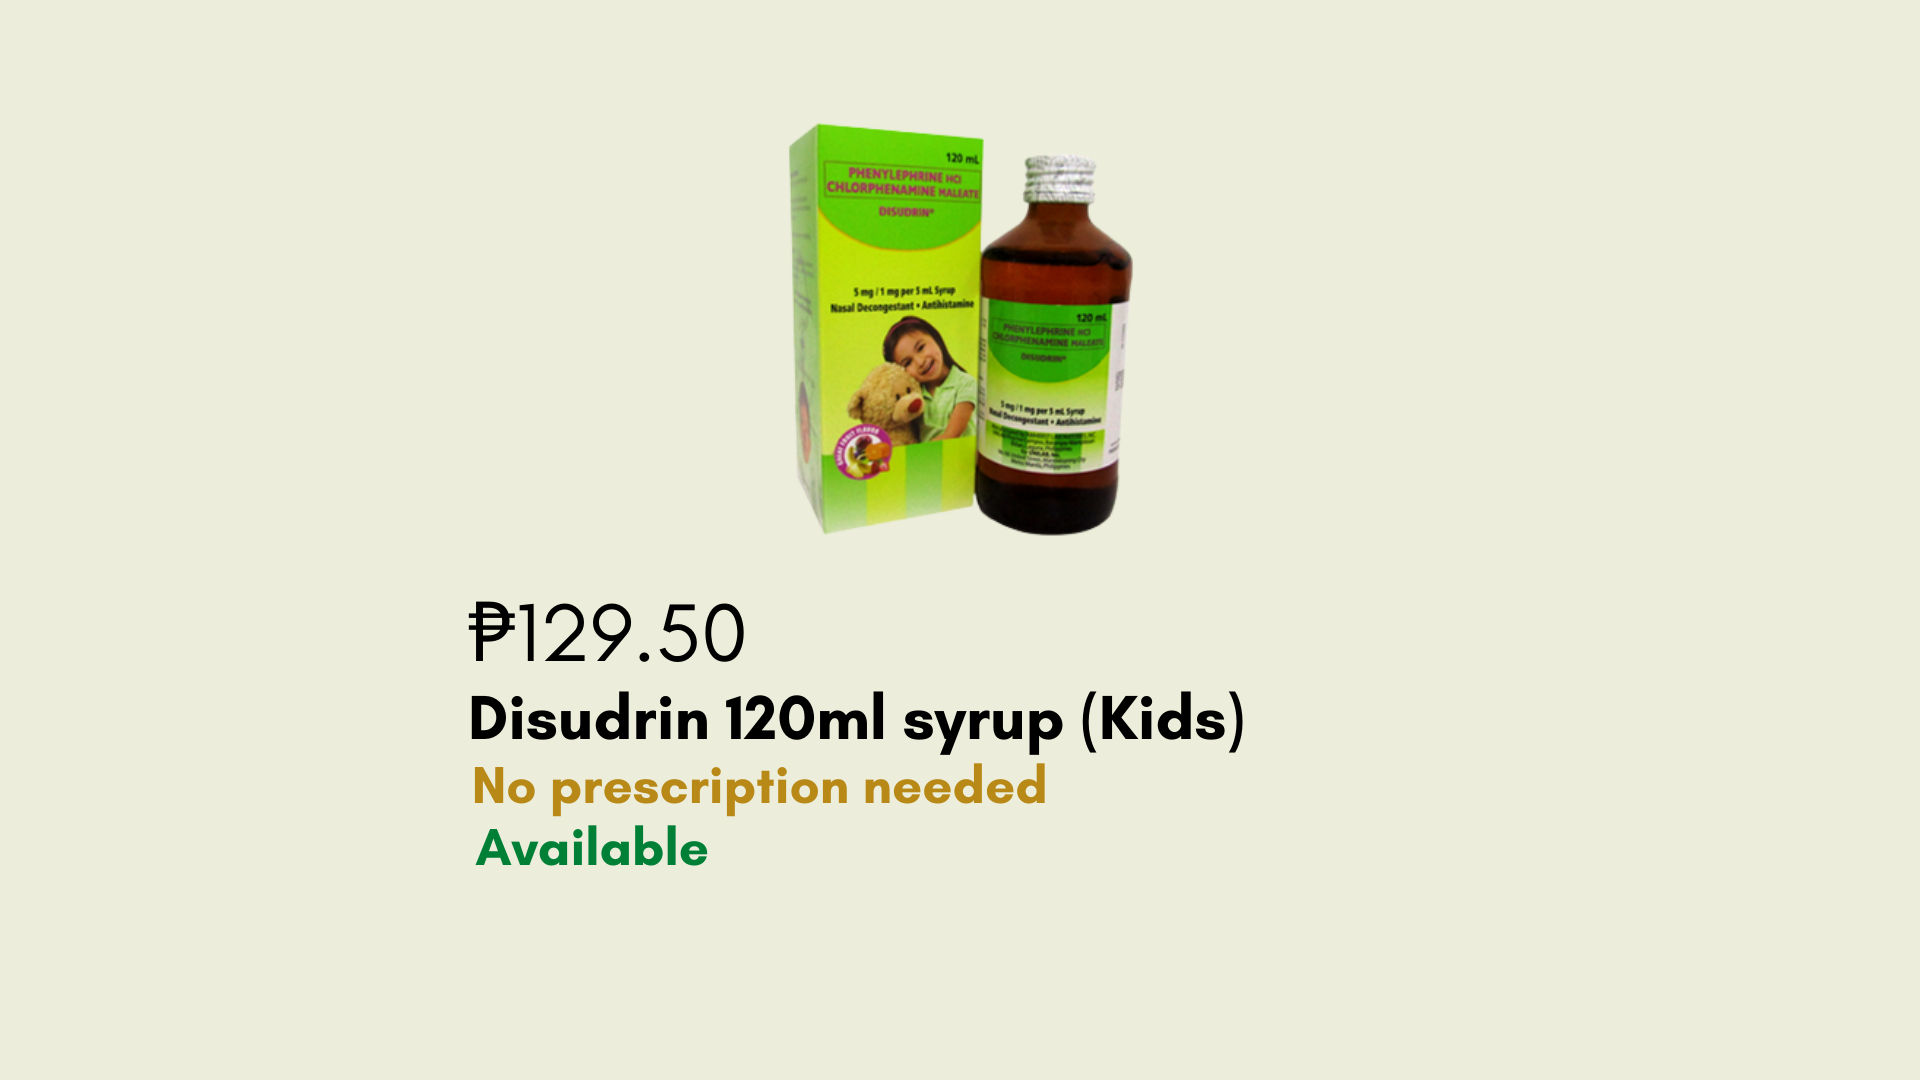 120 mL
PHENYLEPHRINE HCl
CHLORPHENAMINE MALEATE
DISUDRIN®
5 mg / 1 mg per 5 mL Syrup
Nasal Decongestant • Antihistamine
120 mL
PHENYLEPHRINE HCl
CHLORPHENAMINE MALEATE
DISUDRIN®
5 mg / 1 mg per 5 mL Syrup
Nasal Decongestant • Antihistamine
₱129.50
Disudrin 120ml syrup (Kids)
No prescription needed
Available